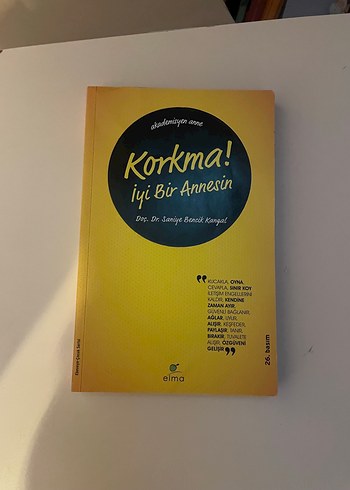 akademisyen anne
Korkma!
İyi Bir Annesin
Doç. Dr. Saniye Bencik Kangal
"KUCAKLA, OYNA,
CEVAPLA, SINIR KOY
İLETİŞİM ENGELLERİNİ
KALDIR, KENDİNE
ZAMAN AYIR,
GÜVENLİ BAĞLANIR,
AĞLAR, UYUR,
ALIŞIR, KEŞFEDER,
PAYLAŞIR, TANIR,
BIRAKIR, TUVALETE
ALIŞIR, ÖZGÜVENİ
GELİŞİR"
26. basım
elma